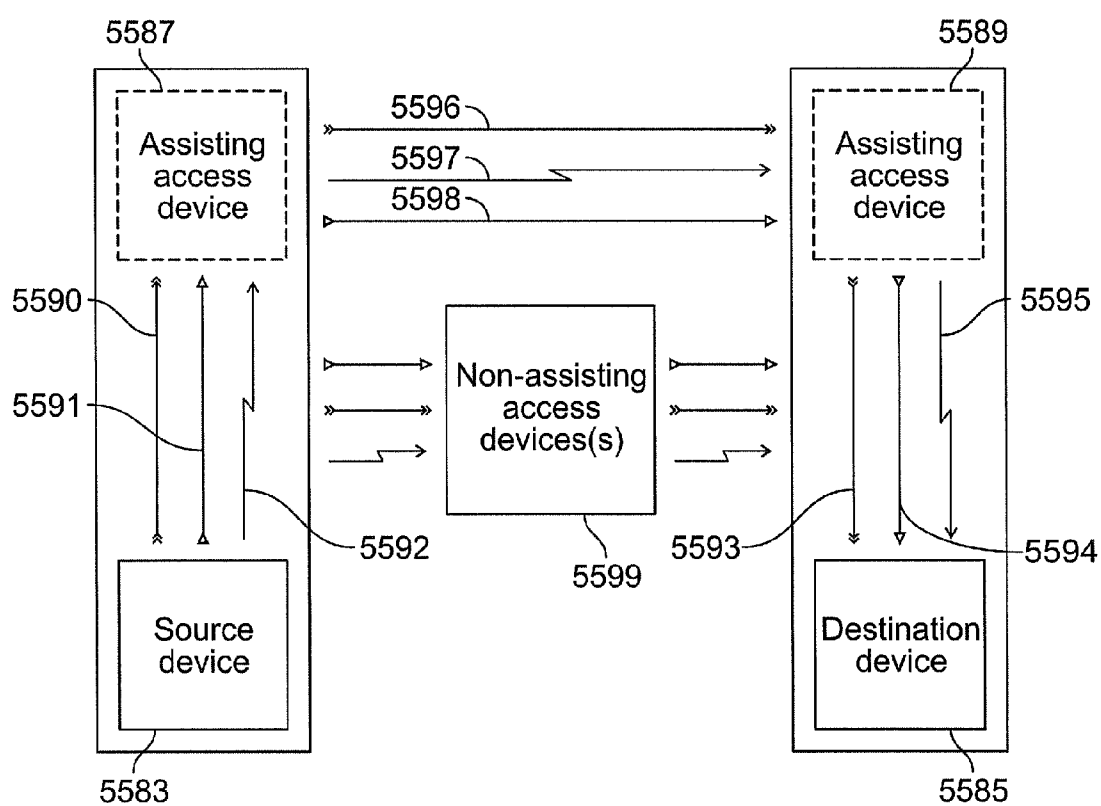 5587
5589
Assisting
access
device
5596
5597
5598
Assisting
access
device
5590
5591
5592
Non-assisting
access
devices(s)
5599
5595
5593
5594
Source
device
Destination
device
5583
5585